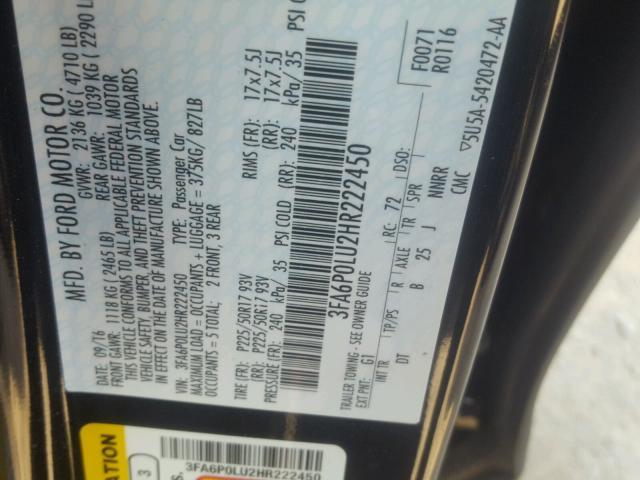 MFD. BY FORD MOTOR CO.
DATE: 09/16 GVWR: 2136 KG ( 4710 LB)
FRONT GAWR: 1118 KG ( 2465 LB) REAR GAWR: 1039 KG ( 2290 LB)
THIS VEHICLE CONFORMS TO ALL APPLICABLE FEDERAL MOTOR
VEHICLE SAFETY, BUMPER, AND THEFT PREVENTION STANDARDS
IN EFFECT ON THE DATE OF MANUFACTURE SHOWN ABOVE.
VIN: 3FA6P0LU2HR222450 TYPE: Passenger Car
MAXIMUM LOAD = OCCUPANTS + LUGGAGE = 375KG/ 827LB
OCCUPANTS = 5 TOTAL; 2 FRONT, 3 REAR
TIRE (FR): P225/50R17 93V RIMS (FR): 17x7.5J
(RR): P225/50R17 93V (RR): 17x7.5J
PRESSURE (FR): 240 kPa/ 35 PSI COLD (RR): 240 kPa/ 35 PSI
3FA6P0LU2HR222450
TRAILER TOWING - SEE OWNER GUIDE
EXT PNT: G1 RC: 72 DSO: F0071
R0116
INT TR TP/PS R AXLE TR SPR
DT B 25 J NNRR
CMC 5U5A-5420472-AA
3FA6P0LU2HR222450
3